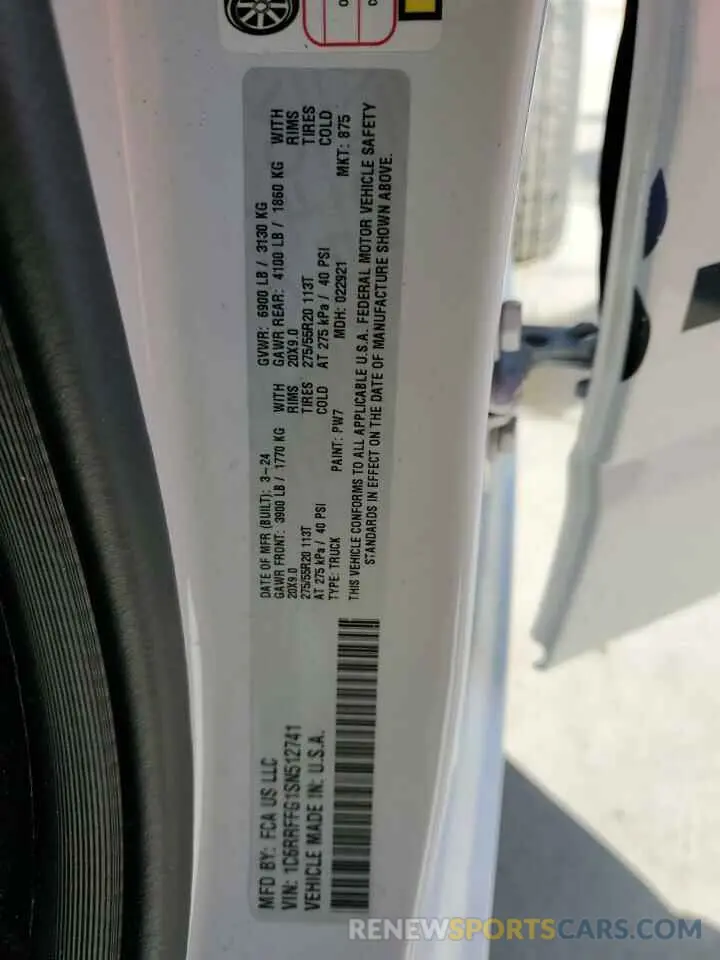 MFD BY: FCA US LLC
VIN: 1C6RRFFG1SN512741
VEHICLE MADE IN: U.S.A.
DATE OF MFR (BUILT): 3-24 GVWR: 6900 LB / 3130 KG
GAWR FRONT: 3900 LB / 1770 KG WITH GAWR REAR: 4100 LB / 1860 KG WITH
20X9.0 RIMS 20X9.0 RIMS
275/55R20 113T TIRES 275/55R20 113T TIRES
AT 275 kPa / 40 PSI COLD AT 275 kPa / 40 PSI COLD
TYPE: TRUCK PAINT: PW7 MDH: 022921 MKT: 875
THIS VEHICLE CONFORMS TO ALL APPLICABLE U.S.A. FEDERAL MOTOR VEHICLE SAFETY
STANDARDS IN EFFECT ON THE DATE OF MANUFACTURE SHOWN ABOVE.
RENEWSPORTSCARS.COM